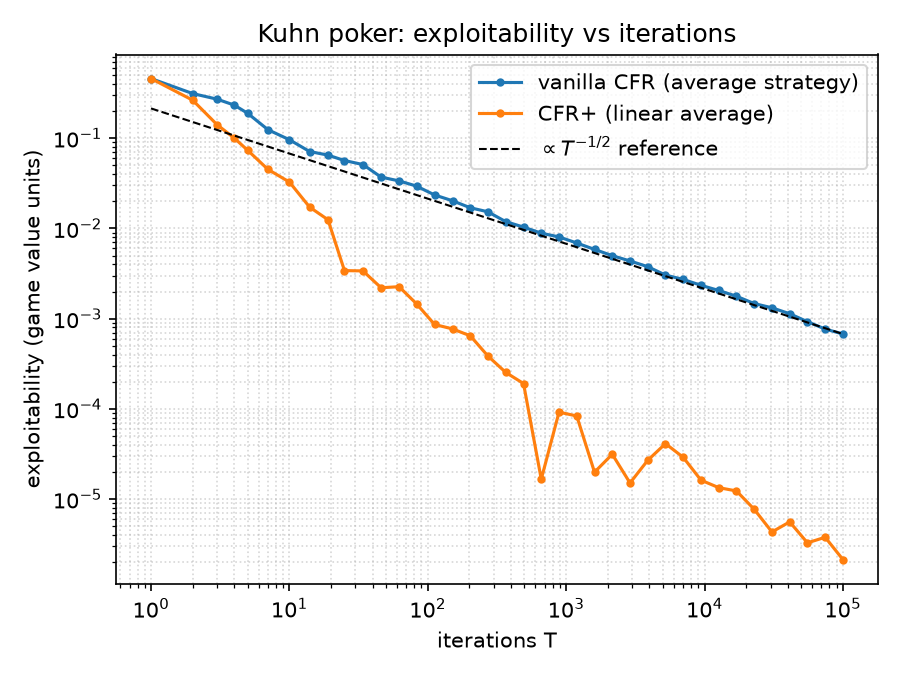 Kuhn poker: exploitability vs iterations
vanilla CFR (average strategy)
CFR+ (linear average)
∝ T^{-1/2} reference
exploitability (game value units)
10^{-1}
10^{-2}
10^{-3}
10^{-4}
10^{-5}
10^{0}
10^{1}
10^{2}
10^{3}
10^{4}
10^{5}
iterations T